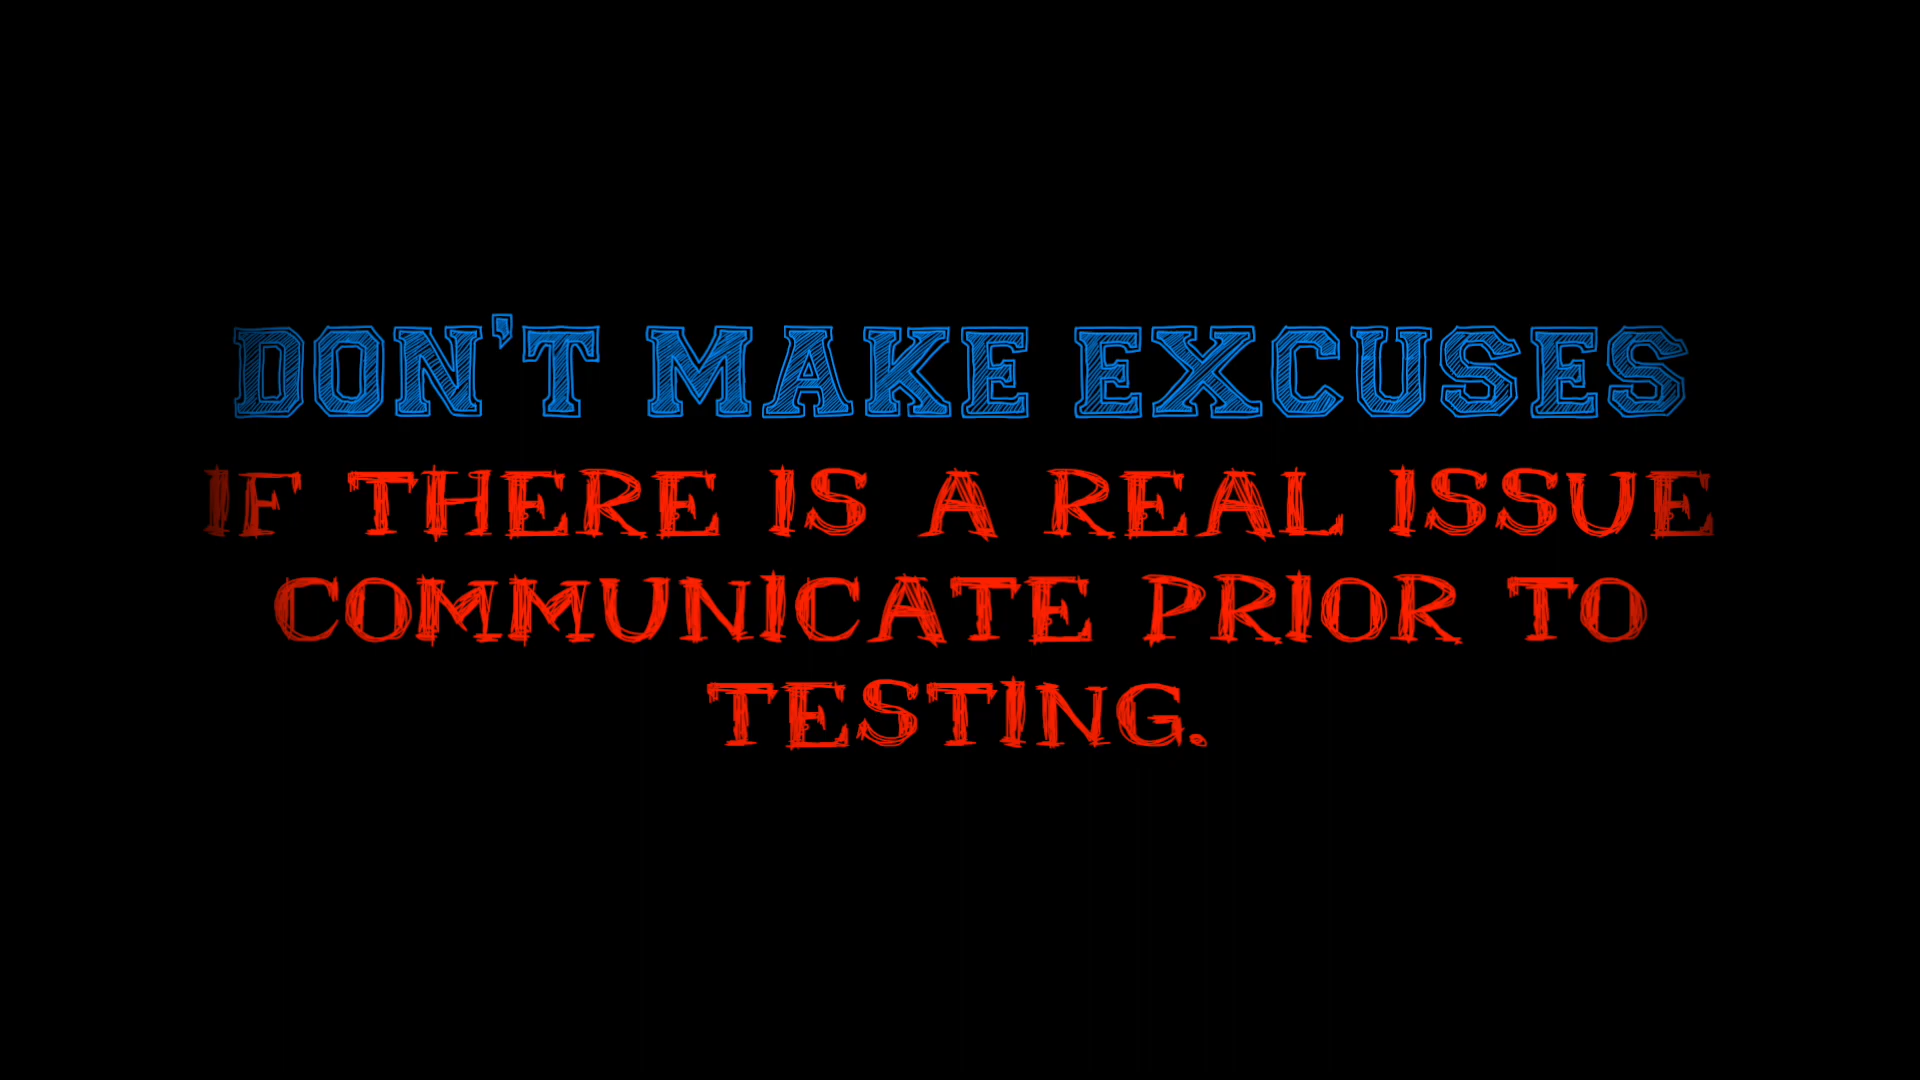 DON'T MAKE EXCUSES
IF THERE IS A REAL ISSUE
COMMUNICATE PRIOR TO
TESTING.